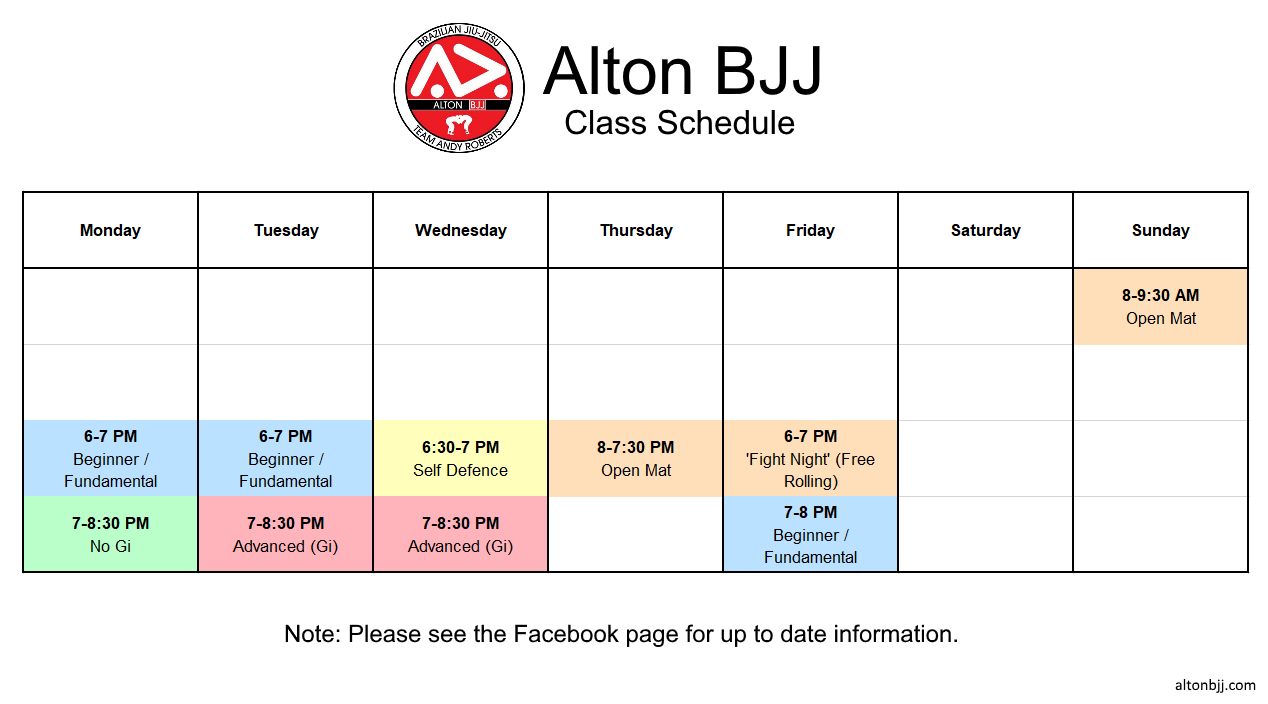 BRAZILIAN JIU-JITSU
ALTON BJJ
TEAM ANDY ROBERTS
Alton BJJ
Class Schedule
Monday
Tuesday
Wednesday
Thursday
Friday
Saturday
Sunday
8-9:30 AM
Open Mat
6-7 PM
Beginner /
Fundamental
6-7 PM
Beginner /
Fundamental
6:30-7 PM
Self Defence
8-7:30 PM
Open Mat
6-7 PM
'Fight Night' (Free
Rolling)
7-8:30 PM
No Gi
7-8:30 PM
Advanced (Gi)
7-8:30 PM
Advanced (Gi)
7-8 PM
Beginner /
Fundamental
Note: Please see the Facebook page for up to date information.
altonbjj.com